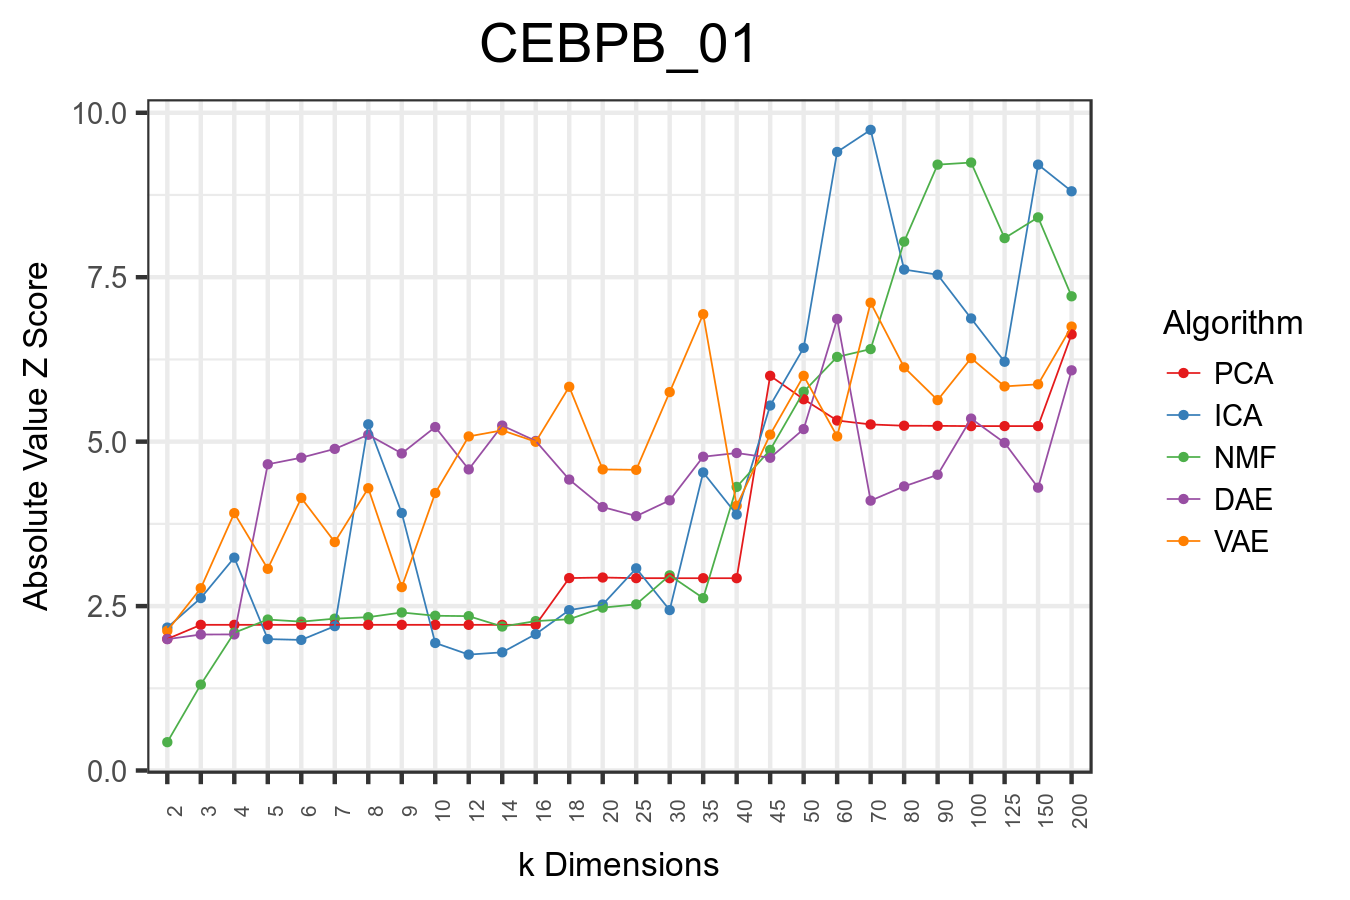 CEBPB_01
Absolute Value Z Score
10.0
7.5
5.0
2.5
0.0
2 3 4 5 6 7 8 9 10 12 14 16 18 20 25 30 35 40 45 50 60 70 80 90 100 125 150 200
k Dimensions
Algorithm
PCA
ICA
NMF
DAE
VAE